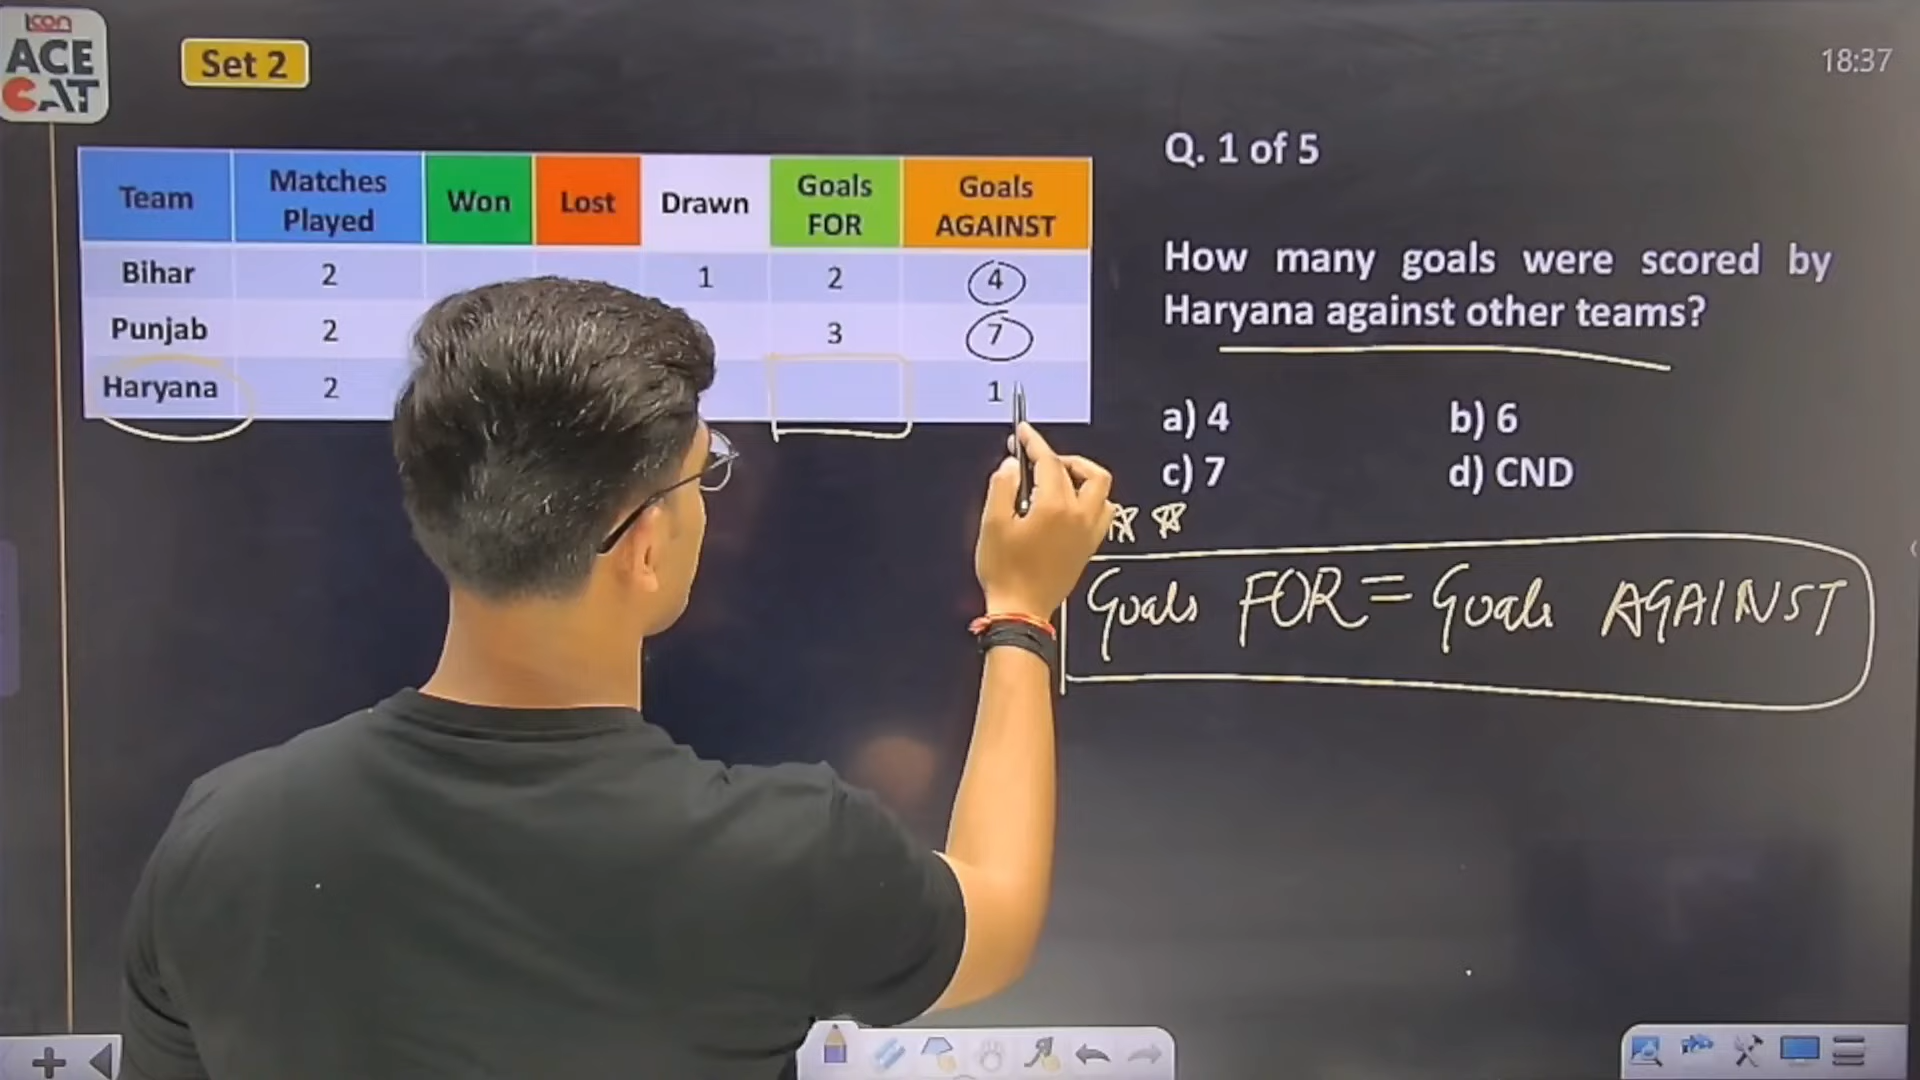 ICON
ACE
CAT
Set 2
18:37
Team Matches Played Won Lost Drawn Goals FOR Goals AGAINST
Bihar 2 1 2 4
Punjab 2 3 7
Haryana 2 1
Q. 1 of 5
How many goals were scored by
Haryana against other teams?
a) 4 b) 6
c) 7 d) CND
Goals FOR = Goals AGAINST